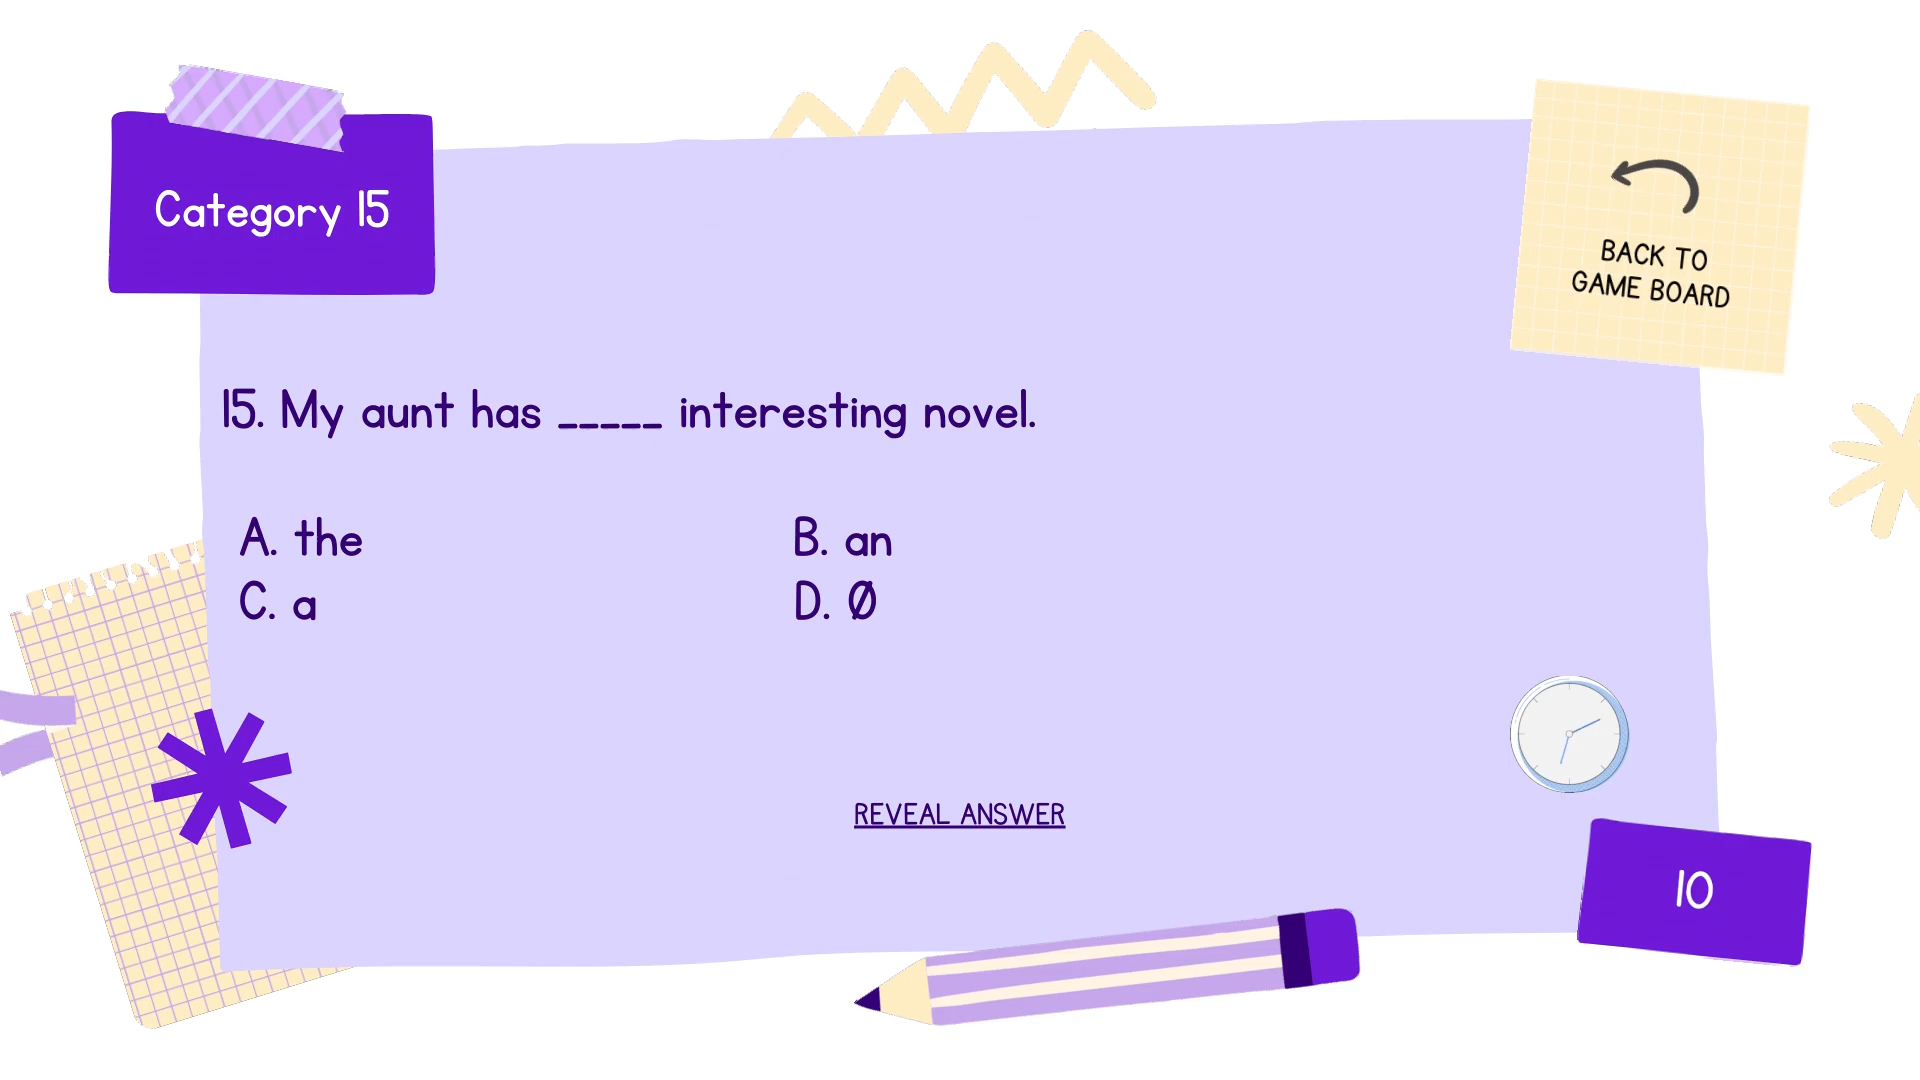 Category 15
BACK TO
GAME BOARD
15. My aunt has _____ interesting novel.
A. the
B. an
C. a
D. Ø
REVEAL ANSWER
10